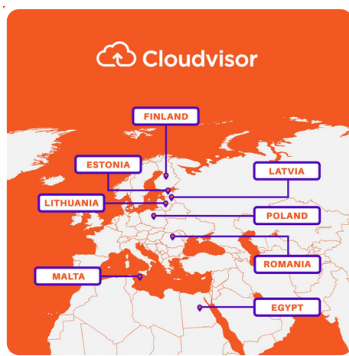 Cloudvisor
FINLAND
ESTONIA
LATVIA
LITHUANIA
POLAND
ROMANIA
MALTA
EGYPT